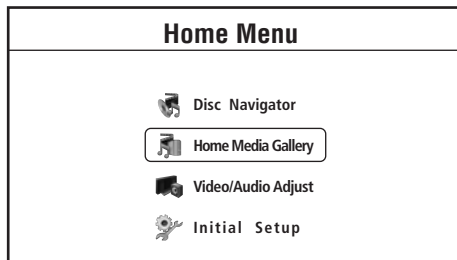 Home Menu
Disc Navigator
Home Media Gallery
Video/Audio Adjust
Initial Setup